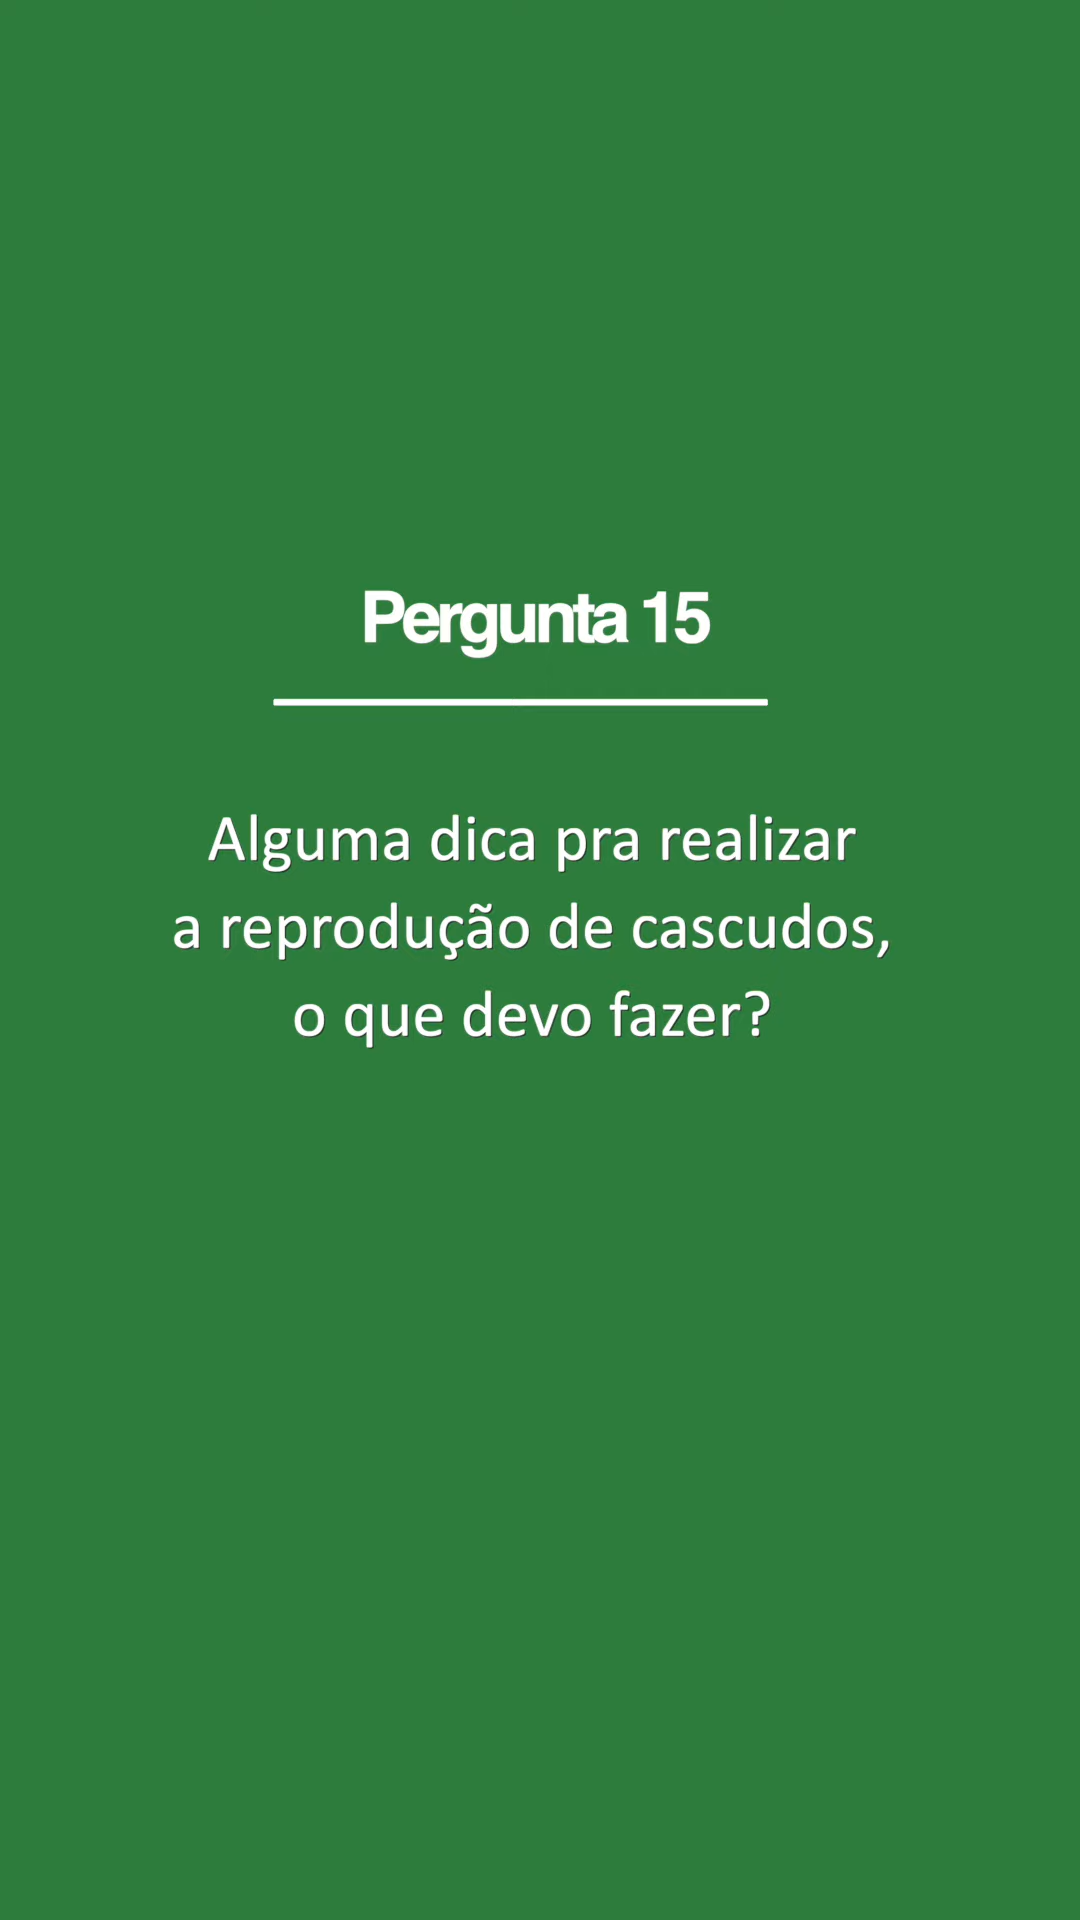 Pergunta 15
Alguma dica pra realizar
a reprodução de cascudos,
o que devo fazer?